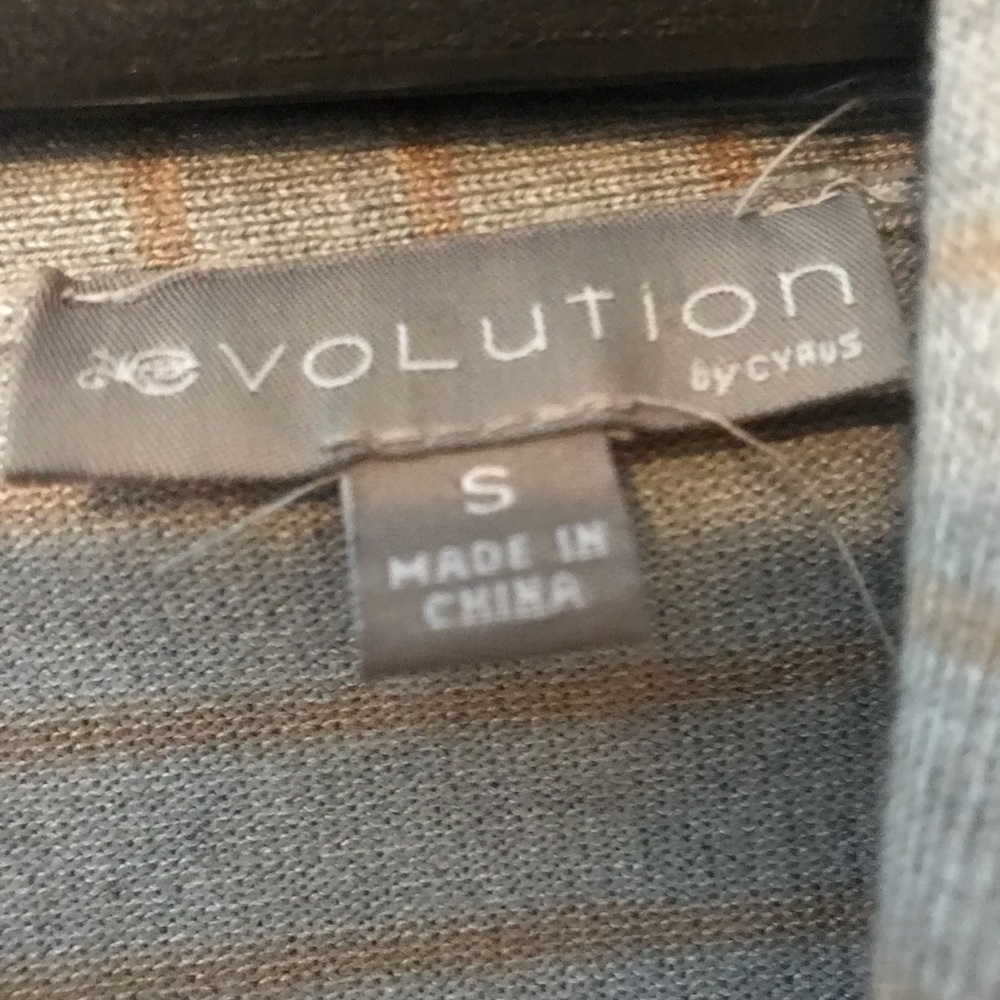 evolution
by CYRUS
S
MADE IN
CHINA